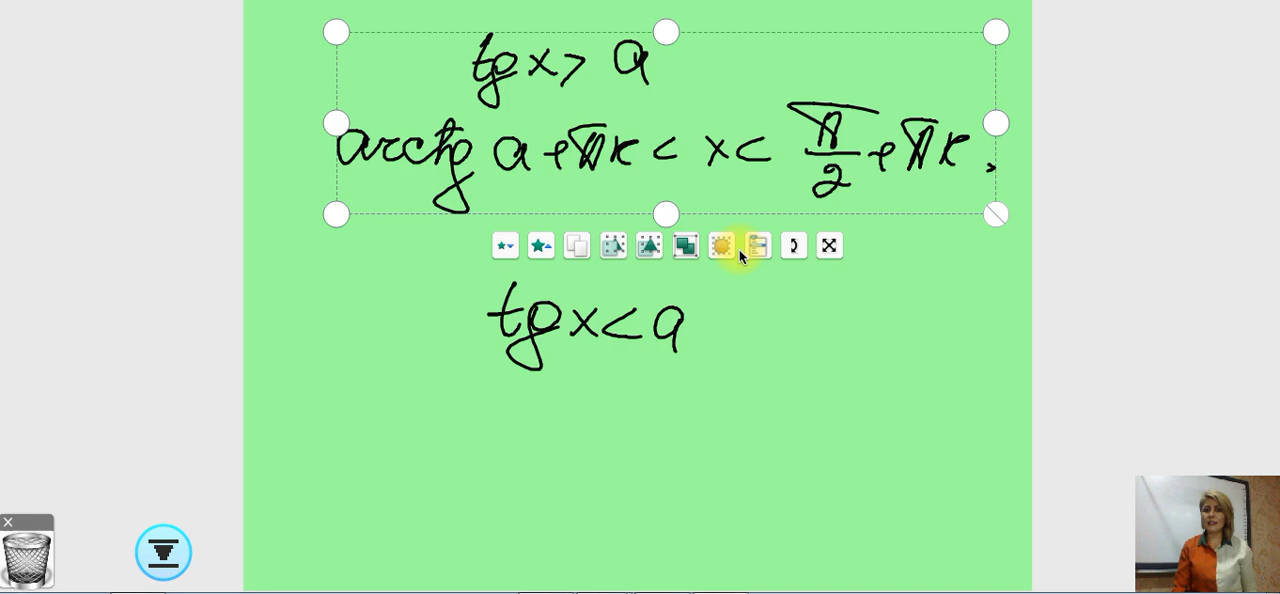 tg x > a
arctg a + πk < x < π/2 + πk,
tg x < a